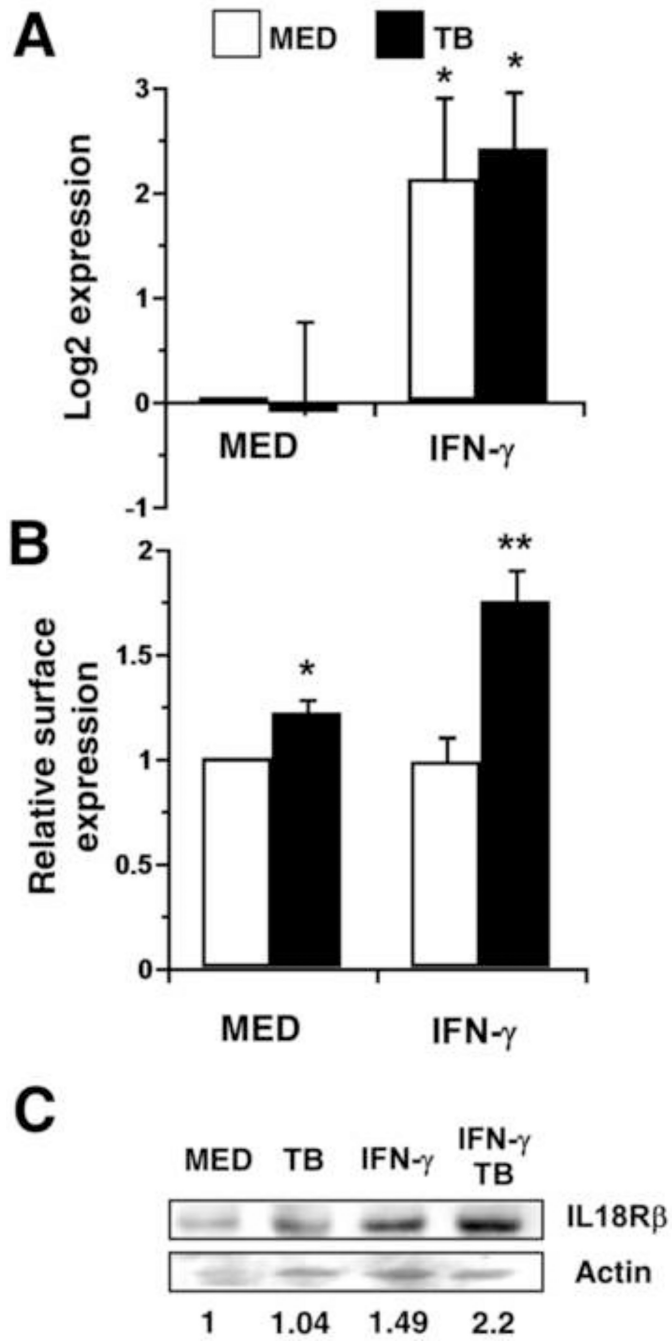 A
MED TB
* *
3
2
1
0
-1
Log2 expression
MED IFN-γ
B
2
1.5
1
0.5
0
Relative surface
expression
* **
MED IFN-γ
C
MED TB IFN-γ IFN-γ
TB
IL18Rβ
Actin
1 1.04 1.49 2.2